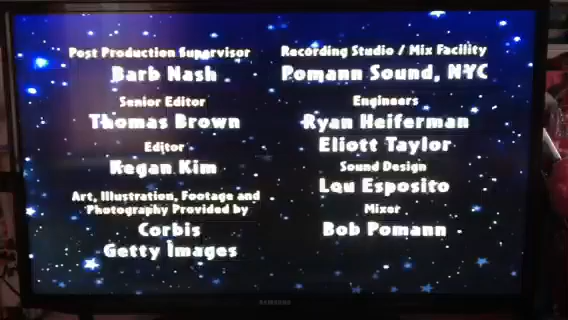 Post Production Supervisor
Barb Nash
Senior Editor
Thomas Brown
Editor
Regan Kim
Art, Illustration, Footage and
Photography Provided by
Corbis
Getty Images
Recording Studio / Mix Facility
Pomann Sound, NYC
Engineers
Ryan Heiferman
Eliott Taylor
Sound Design
Lou Esposito
Mixer
Bob Pomann
SAMSUNG